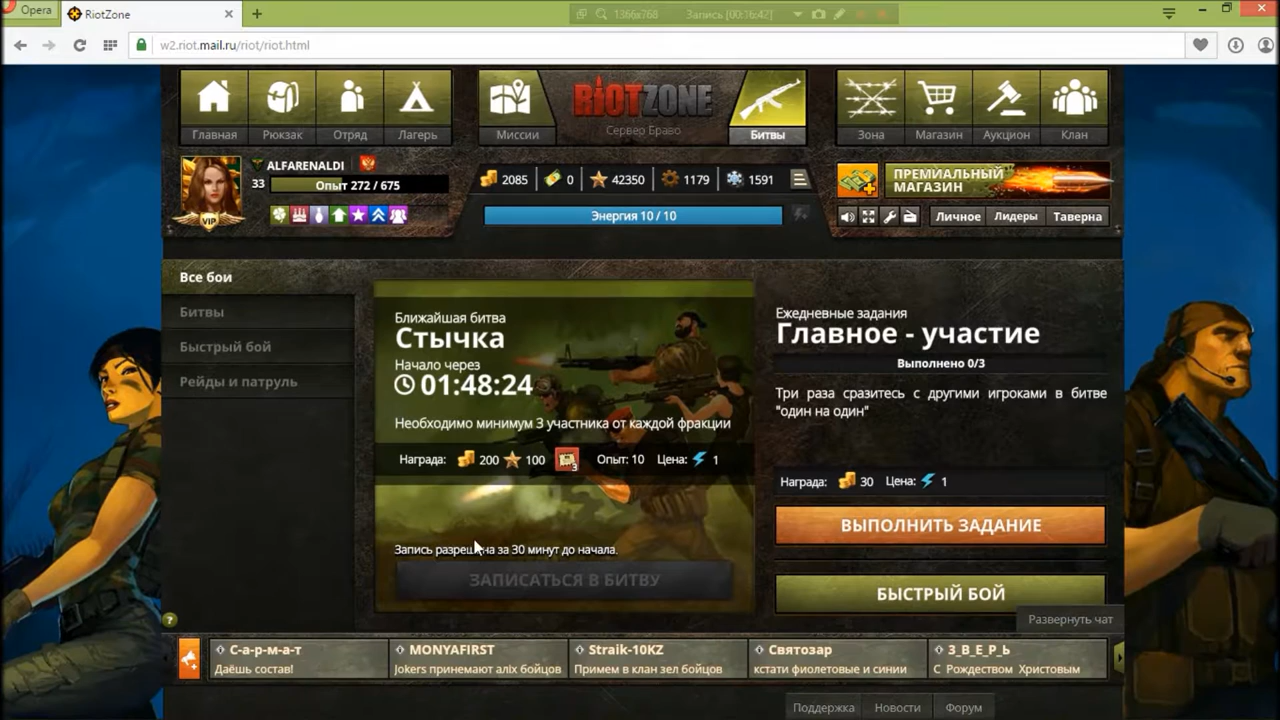 Opera
RiotZone
1366x768
Запись [00:16:42]
w2.riot.mail.ru/riot/riot.html
Главная
Рюкзак
Отряд
Лагерь
Миссии
RIOTZONE
Сервер Браво
Битвы
Зона
Магазин
Аукцион
Клан
ALFARENALDI
33
Опыт 272 / 675
VIP
2085
0
42350
1179
1591
Энергия 10 / 10
ПРЕМИАЛЬНЫЙ
МАГАЗИН
Личное
Лидеры
Таверна
Все бои
Битвы
Быстрый бой
Рейды и патруль
Ближайшая битва
Стычка
Начало через
01:48:24
Необходимо минимум 3 участника от каждой фракции
Награда: 200 100 3 Опыт: 10 Цена: 1
Запись разрешена за 30 минут до начала.
ЗАПИСАТЬСЯ В БИТВУ
Ежедневные задания
Главное - участие
Выполнено 0/3
Три раза сразитесь с другими игроками в битве
"один на один"
Награда: 30 Цена: 1
ВЫПОЛНИТЬ ЗАДАНИЕ
БЫСТРЫЙ БОЙ
Развернуть чат
?
С-а-р-м-а-т
Даёшь состав!
MONYAFIRST
Jokers принемают alix бойцов
Straik-10KZ
Примем в клан зел бойцов
Святозар
кстати фиолетовые и синии
З_В_Е_Р_Ь
С Рождеством Христовым
Поддержка
Новости
Форум